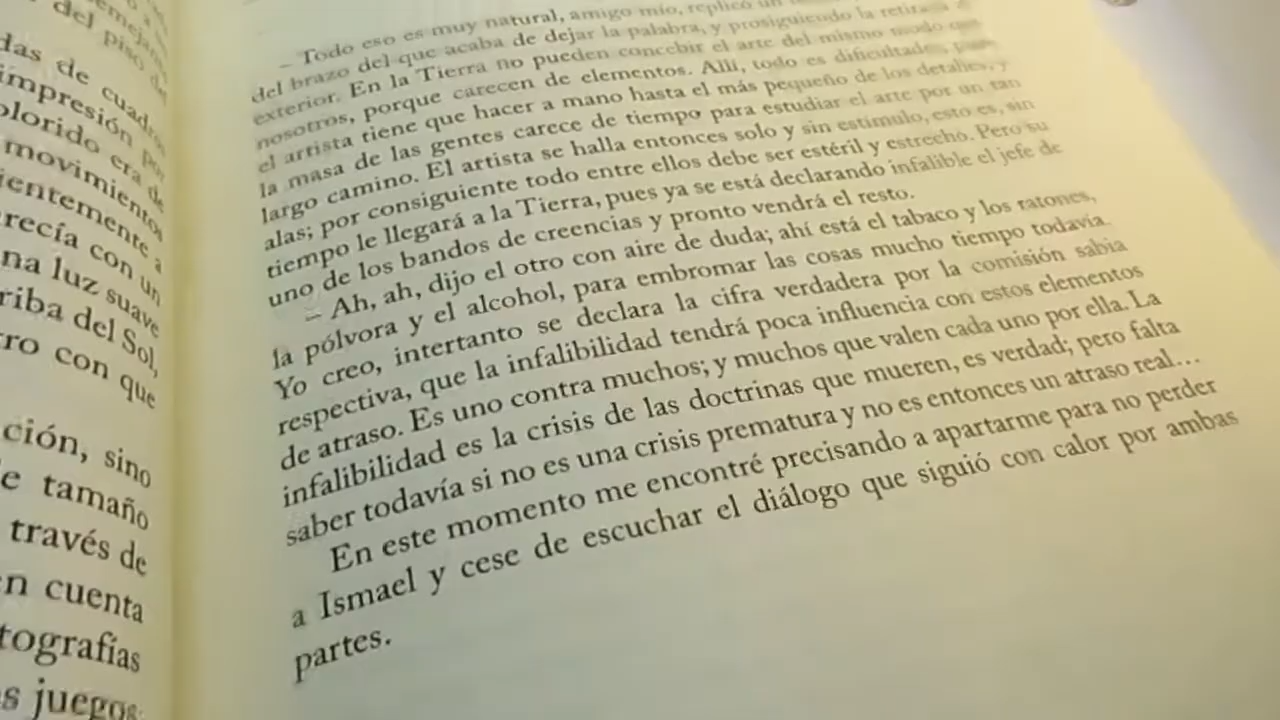 del piso de
das de cuadros
impresión por
colorido era de
movimientos
ientemente a
recía con un
na luz suave
riba del Sol,
ro con que
ción, sino
e tamaño
través de
n cuenta
tografías
s juegos
– Todo eso es muy natural, amigo mío, replicó un
del brazo del que acaba de dejar la palabra, y prosiguiendo la retirada
exterior. En la Tierra no pueden concebir el arte del mismo modo que
nosotros, porque carecen de elementos. Allí, todo es dificultades, pues
el artista tiene que hacer a mano hasta el más pequeño de los detalles, y
la masa de las gentes carece de tiempo para estudiar el arte por un tan
largo camino. El artista se halla entonces solo y sin estímulo, esto es, sin
alas; por consiguiente todo entre ellos debe ser estéril y estrecho. Pero su
tiempo le llegará a la Tierra, pues ya se está declarando infalible el jefe de
uno de los bandos de creencias y pronto vendrá el resto.
– Ah, ah, dijo el otro con aire de duda; ahí está el tabaco y los ratones,
la pólvora y el alcohol, para embromar las cosas mucho tiempo todavía.
Yo creo, intertanto se declara la cifra verdadera por la comisión sabia
respectiva, que la infalibilidad tendrá poca influencia con estos elementos
de atraso. Es uno contra muchos; y muchos que valen cada uno por ella. La
infalibilidad es la crisis de las doctrinas que mueren, es verdad; pero falta
saber todavía si no es una crisis prematura y no es entonces un atraso real...
En este momento me encontré precisando a apartarme para no perder
a Ismael y cese de escuchar el diálogo que siguió con calor por ambas
partes.